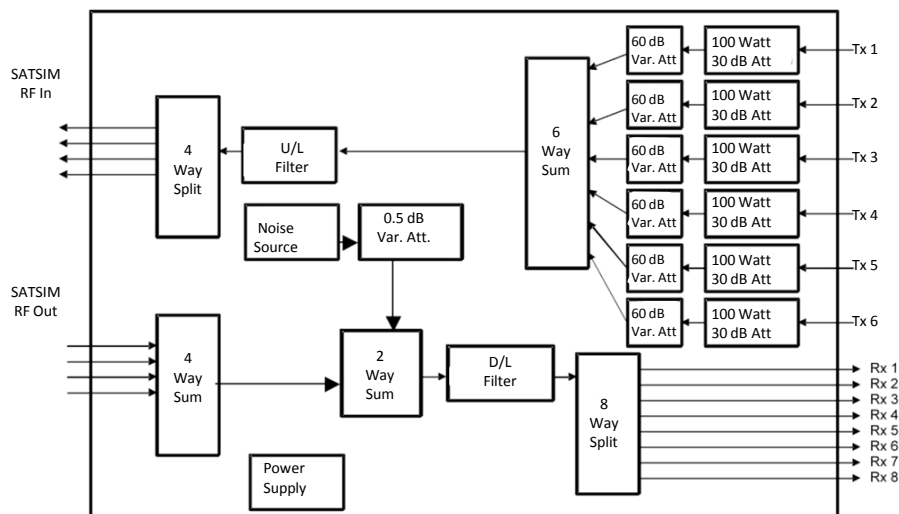 SATSIM
RF In
4
Way
Split
U/L
Filter
6
Way
Sum
60 dB
Var. Att
100 Watt
30 dB Att
Tx 1
60 dB
Var. Att
100 Watt
30 dB Att
Tx 2
60 dB
Var. Att
100 Watt
30 dB Att
Tx 3
60 dB
Var. Att
100 Watt
30 dB Att
Tx 4
60 dB
Var. Att
100 Watt
30 dB Att
Tx 5
60 dB
Var. Att
100 Watt
30 dB Att
Tx 6
Noise
Source
0.5 dB
Var. Att.
SATSIM
RF Out
4
Way
Sum
2
Way
Sum
D/L
Filter
8
Way
Split
Rx 1
Rx 2
Rx 3
Rx 4
Rx 5
Rx 6
Rx 7
Rx 8
Power
Supply